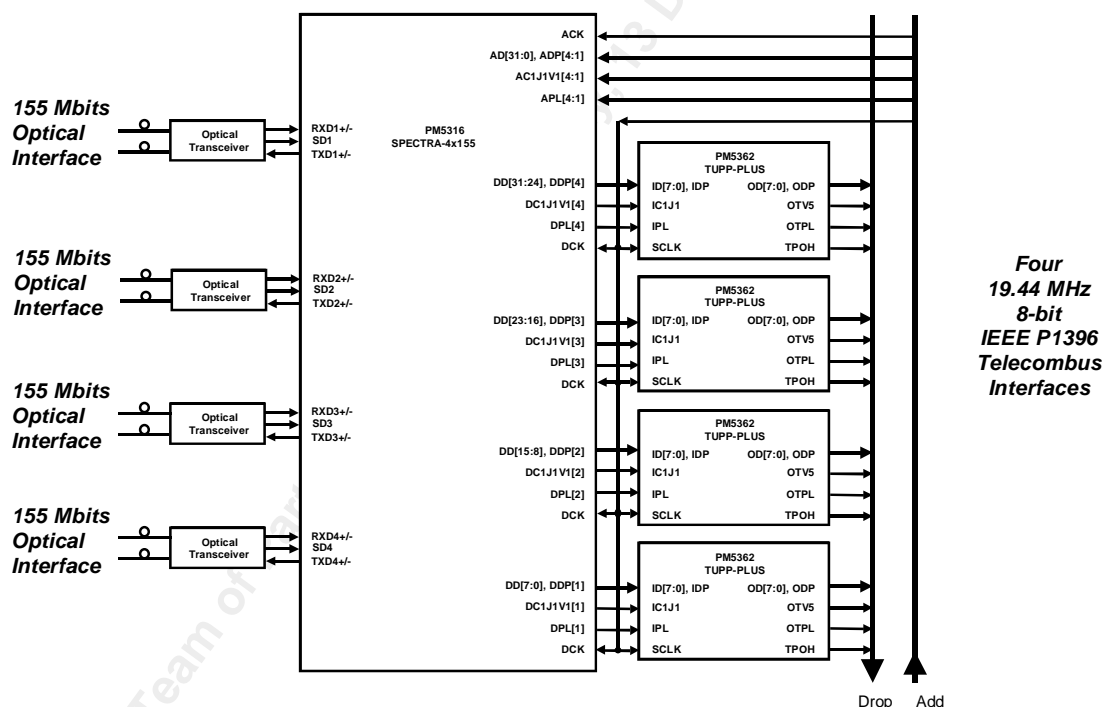 ACK
AD[31:0], ADP[4:1]
AC1J1V1[4:1]
APL[4:1]
PM5316
SPECTRA-4x155
155 Mbits
Optical
Interface
Optical
Transceiver
RXD1+/-
SD1
TXD1+/-
155 Mbits
Optical
Interface
Optical
Transceiver
RXD2+/-
SD2
TXD2+/-
155 Mbits
Optical
Interface
Optical
Transceiver
RXD3+/-
SD3
TXD3+/-
155 Mbits
Optical
Interface
Optical
Transceiver
RXD4+/-
SD4
TXD4+/-
DD[31:24], DDP[4]
DC1J1V1[4]
DPL[4]
DCK
PM5362
TUPP-PLUS
ID[7:0], IDP OD[7:0], ODP
IC1J1 OTV5
IPL OTPL
SCLK TPOH
DD[23:16], DDP[3]
DC1J1V1[3]
DPL[3]
DCK
PM5362
TUPP-PLUS
ID[7:0], IDP OD[7:0], ODP
IC1J1 OTV5
IPL OTPL
SCLK TPOH
DD[15:8], DDP[2]
DC1J1V1[2]
DPL[2]
DCK
PM5362
TUPP-PLUS
ID[7:0], IDP OD[7:0], ODP
IC1J1 OTV5
IPL OTPL
SCLK TPOH
DD[7:0], DDP[1]
DC1J1V1[1]
DPL[1]
DCK
PM5362
TUPP-PLUS
ID[7:0], IDP OD[7:0], ODP
IC1J1 OTV5
IPL OTPL
SCLK TPOH
Four
19.44 MHz
8-bit
IEEE P1396
Telecombus
Interfaces
Drop Add
Team of
13